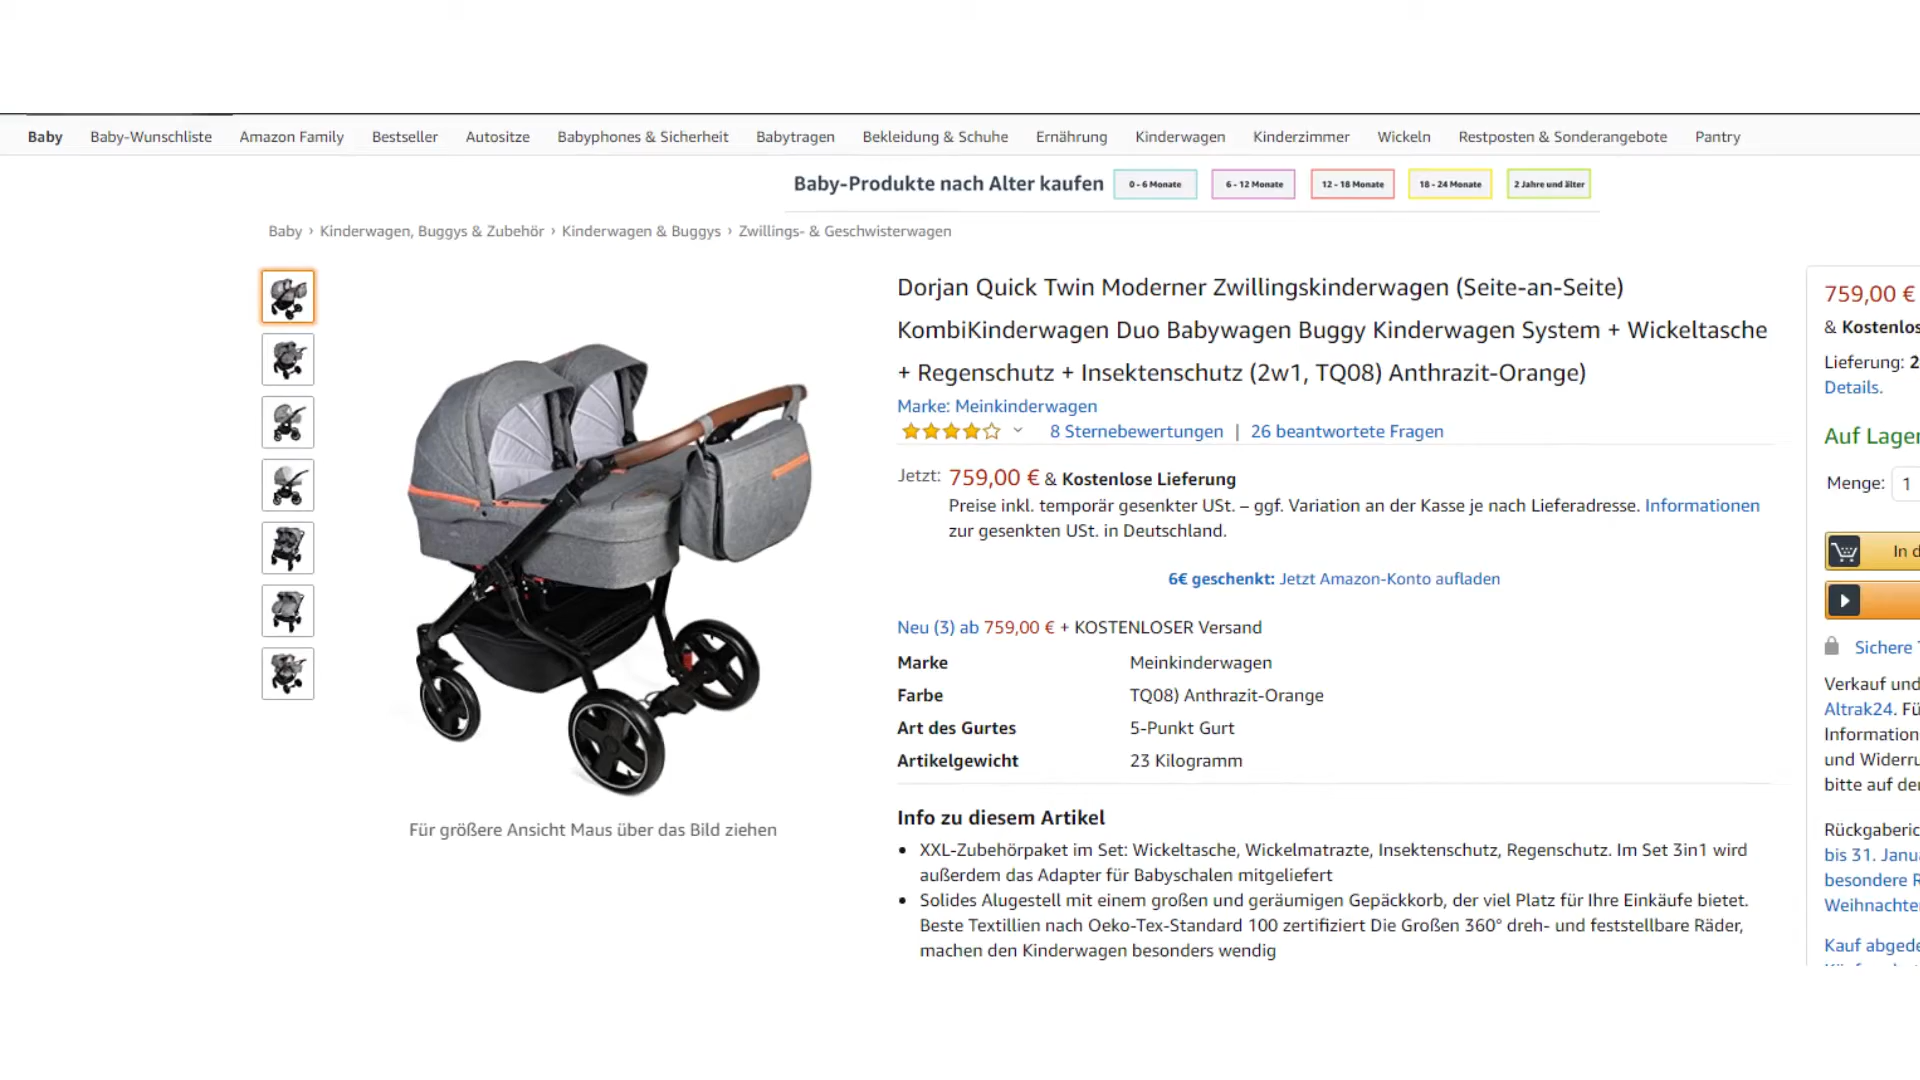 Baby Baby-Wunschliste Amazon Family Bestseller Autositze Babyphones & Sicherheit Babytragen Bekleidung & Schuhe Ernährung Kinderwagen Kinderzimmer Wickeln Restposten & Sonderangebote Pantry
Baby-Produkte nach Alter kaufen 0 - 6 Monate 6 - 12 Monate 12 - 18 Monate 18 - 24 Monate 2 Jahre und älter
Baby › Kinderwagen, Buggys & Zubehör › Kinderwagen & Buggys › Zwillings- & Geschwisterwagen
Dorjan Quick Twin Moderner Zwillingskinderwagen (Seite-an-Seite)
KombiKinderwagen Duo Babywagen Buggy Kinderwagen System + Wickeltasche
+ Regenschutz + Insektenschutz (2w1, TQ08) Anthrazit-Orange)
Marke: Meinkinderwagen
8 Sternebewertungen | 26 beantwortete Fragen
Jetzt: 759,00 € & Kostenlose Lieferung
Preise inkl. temporär gesenkter USt. – ggf. Variation an der Kasse je nach Lieferadresse. Informationen
zur gesenkten USt. in Deutschland.
6€ geschenkt: Jetzt Amazon-Konto aufladen
Neu (3) ab 759,00 € + KOSTENLOSER Versand
Marke Meinkinderwagen
Farbe TQ08) Anthrazit-Orange
Art des Gurtes 5-Punkt Gurt
Artikelgewicht 23 Kilogramm
Info zu diesem Artikel
• XXL-Zubehörpaket im Set: Wickeltasche, Wickelmatrazte, Insektenschutz, Regenschutz. Im Set 3in1 wird
außerdem das Adapter für Babyschalen mitgeliefert
• Solides Alugestell mit einem großen und geräumigen Gepäckkorb, der viel Platz für Ihre Einkäufe bietet.
Beste Textillien nach Oeko-Tex-Standard 100 zertifiziert Die Großen 360° dreh- und feststellbare Räder,
machen den Kinderwagen besonders wendig
Für größere Ansicht Maus über das Bild ziehen
759,00 €
& Kostenlos
Lieferung: 2
Details.
Auf Lager
Menge: 1
In d
Sichere T
Verkauf und
Altrak24. Fü
Information
und Widerru
bitte auf de
Rückgaberic
bis 31. Janua
besondere R
Weihnachte
Kauf abgede